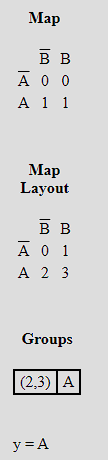 Map
B̅ B
A̅ 0 0
A 1 1
Map
Layout
B̅ B
A̅ 0 1
A 2 3
Groups
(2,3) A
y = A